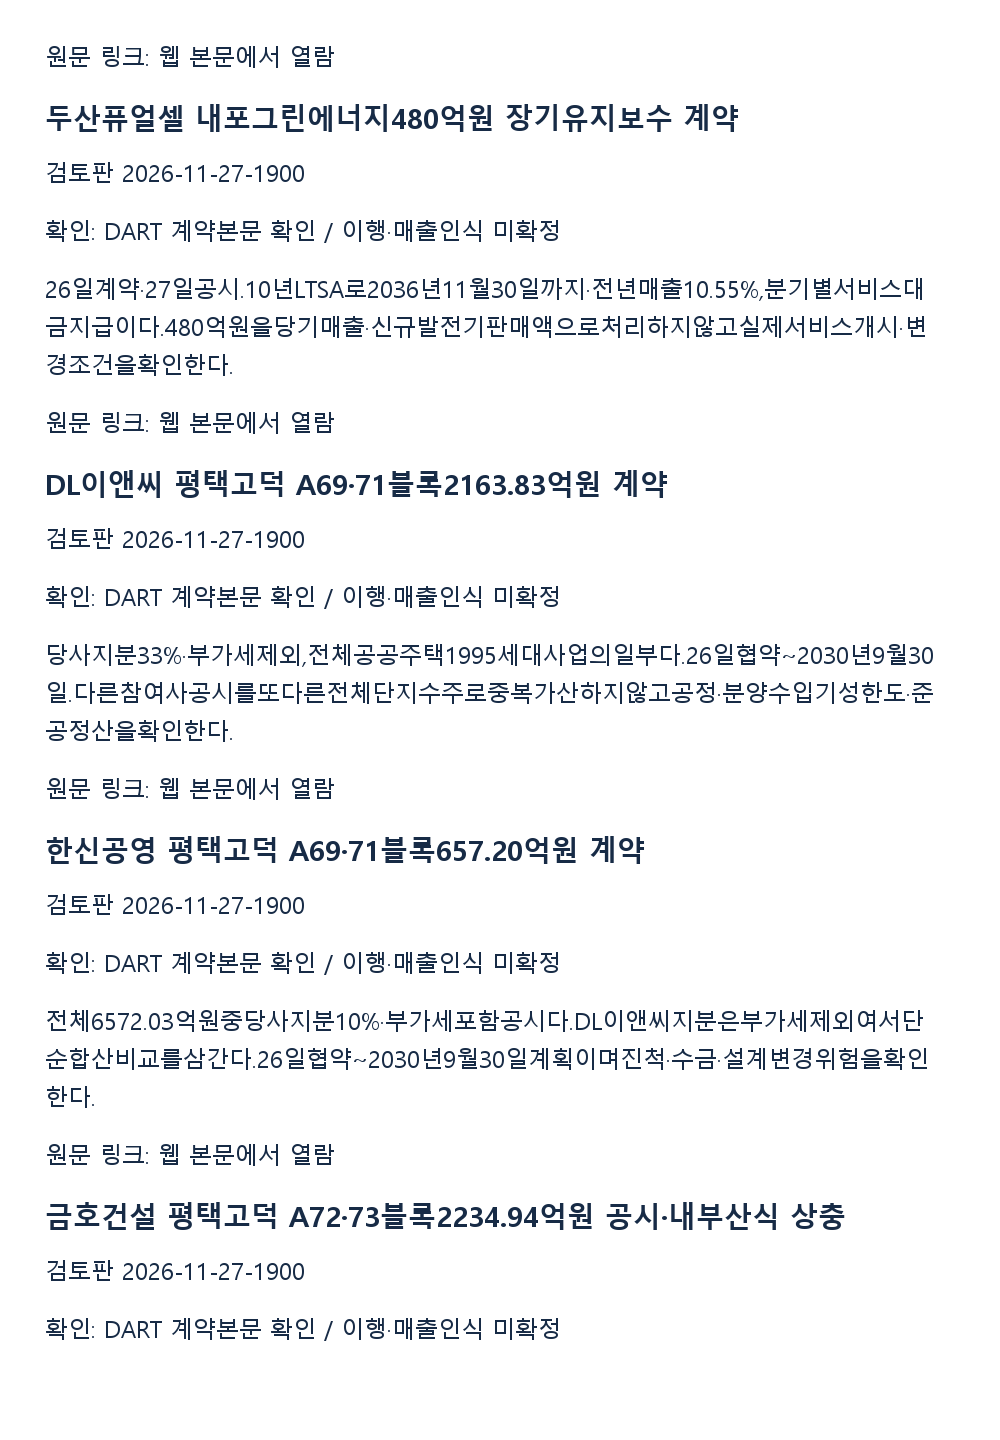 원문 링크: 웹 본문에서 열람
두산퓨얼셀 내포그린에너지480억원 장기유지보수 계약
검토판 2026-11-27-1900
확인: DART 계약본문 확인 / 이행·매출인식 미확정
26일계약·27일공시.10년LTSA로2036년11월30일까지·전년매출10.55%,분기별서비스대
금지급이다.480억원을당기매출·신규발전기판매액으로처리하지않고실제서비스개시·변
경조건을확인한다.
원문 링크: 웹 본문에서 열람
DL이앤씨 평택고덕 A69·71블록2163.83억원 계약
검토판 2026-11-27-1900
확인: DART 계약본문 확인 / 이행·매출인식 미확정
당사지분33%·부가세제외,전체공공주택1995세대사업의일부다.26일협약~2030년9월30
일.다른참여사공시를또다른전체단지수주로중복가산하지않고공정·분양수입기성한도·준
공정산을확인한다.
원문 링크: 웹 본문에서 열람
한신공영 평택고덕 A69·71블록657.20억원 계약
검토판 2026-11-27-1900
확인: DART 계약본문 확인 / 이행·매출인식 미확정
전체6572.03억원중당사지분10%·부가세포함공시다.DL이앤씨지분은부가세제외여서단
순합산비교를삼간다.26일협약~2030년9월30일계획이며진척·수금·설계변경위험을확인
한다.
원문 링크: 웹 본문에서 열람
금호건설 평택고덕 A72·73블록2234.94억원 공시·내부산식 상충
검토판 2026-11-27-1900
확인: DART 계약본문 확인 / 이행·매출인식 미확정